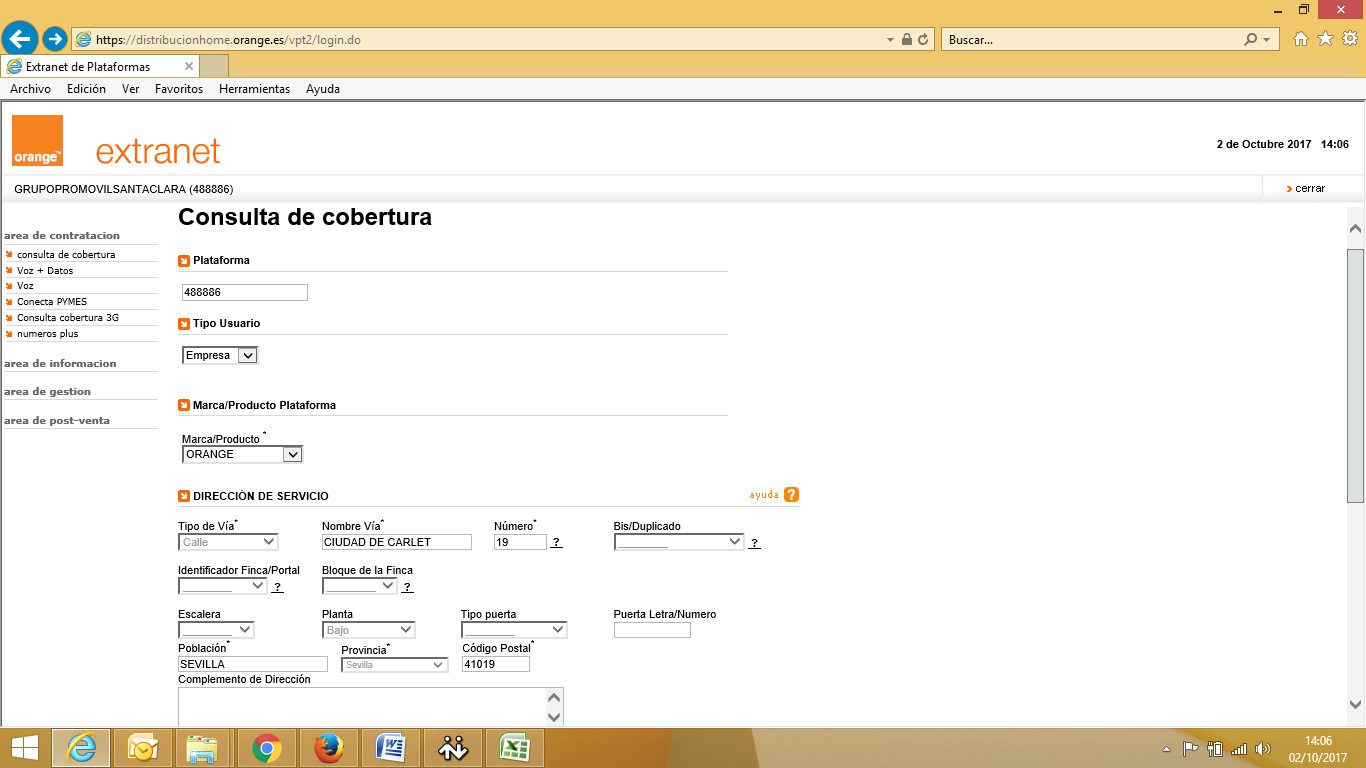 https://distribucionhome.orange.es/vpt2/login.do
Buscar...
Extranet de Plataformas
Archivo Edición Ver Favoritos Herramientas Ayuda
orange™
extranet
2 de Octubre 2017 14:06
GRUPOPROMOVILSANTACLARA (488886)
cerrar
area de contratacion
consulta de cobertura
Voz + Datos
Voz
Conecta PYMES
Consulta cobertura 3G
numeros plus
area de informacion
area de gestion
area de post-venta
Consulta de cobertura
Plataforma
488886
Tipo Usuario
Empresa
Marca/Producto Plataforma
Marca/Producto *
ORANGE
DIRECCIÓN DE SERVICIO
ayuda ?
Tipo de Vía* Nombre Vía* Número* Bis/Duplicado
Calle CIUDAD DE CARLET 19 ? ________ ?
Identificador Finca/Portal Bloque de la Finca
________ ? ________ ?
Escalera Planta Tipo puerta Puerta Letra/Numero
________ Bajo ________
Población* Provincia* Código Postal*
SEVILLA Sevilla 41019
Complemento de Dirección
14:06
02/10/2017